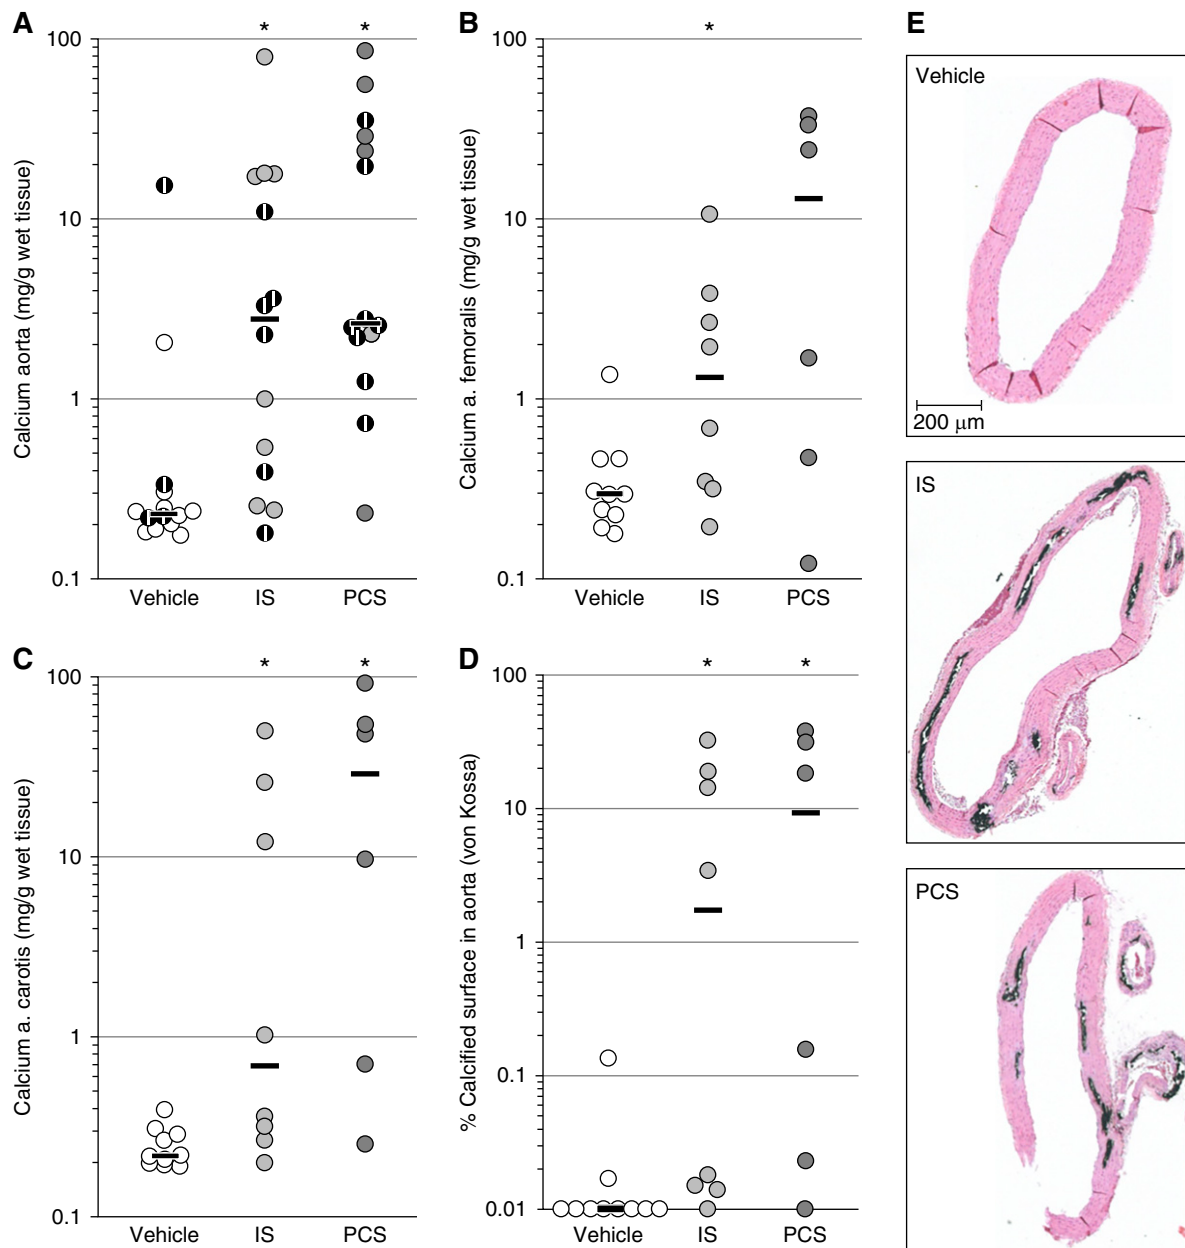 A
*
*
100
10
1
0.1
Calcium aorta (mg/g wet tissue)
Vehicle
IS
PCS
B
*
100
10
1
0.1
Calcium a. femoralis (mg/g wet tissue)
Vehicle
IS
PCS
C
*
*
100
10
1
0.1
Calcium a. carotis (mg/g wet tissue)
Vehicle
IS
PCS
D
*
*
100
10
1
0.1
0.01
% Calcified surface in aorta (von Kossa)
Vehicle
IS
PCS
E
Vehicle
200 μm
IS
PCS